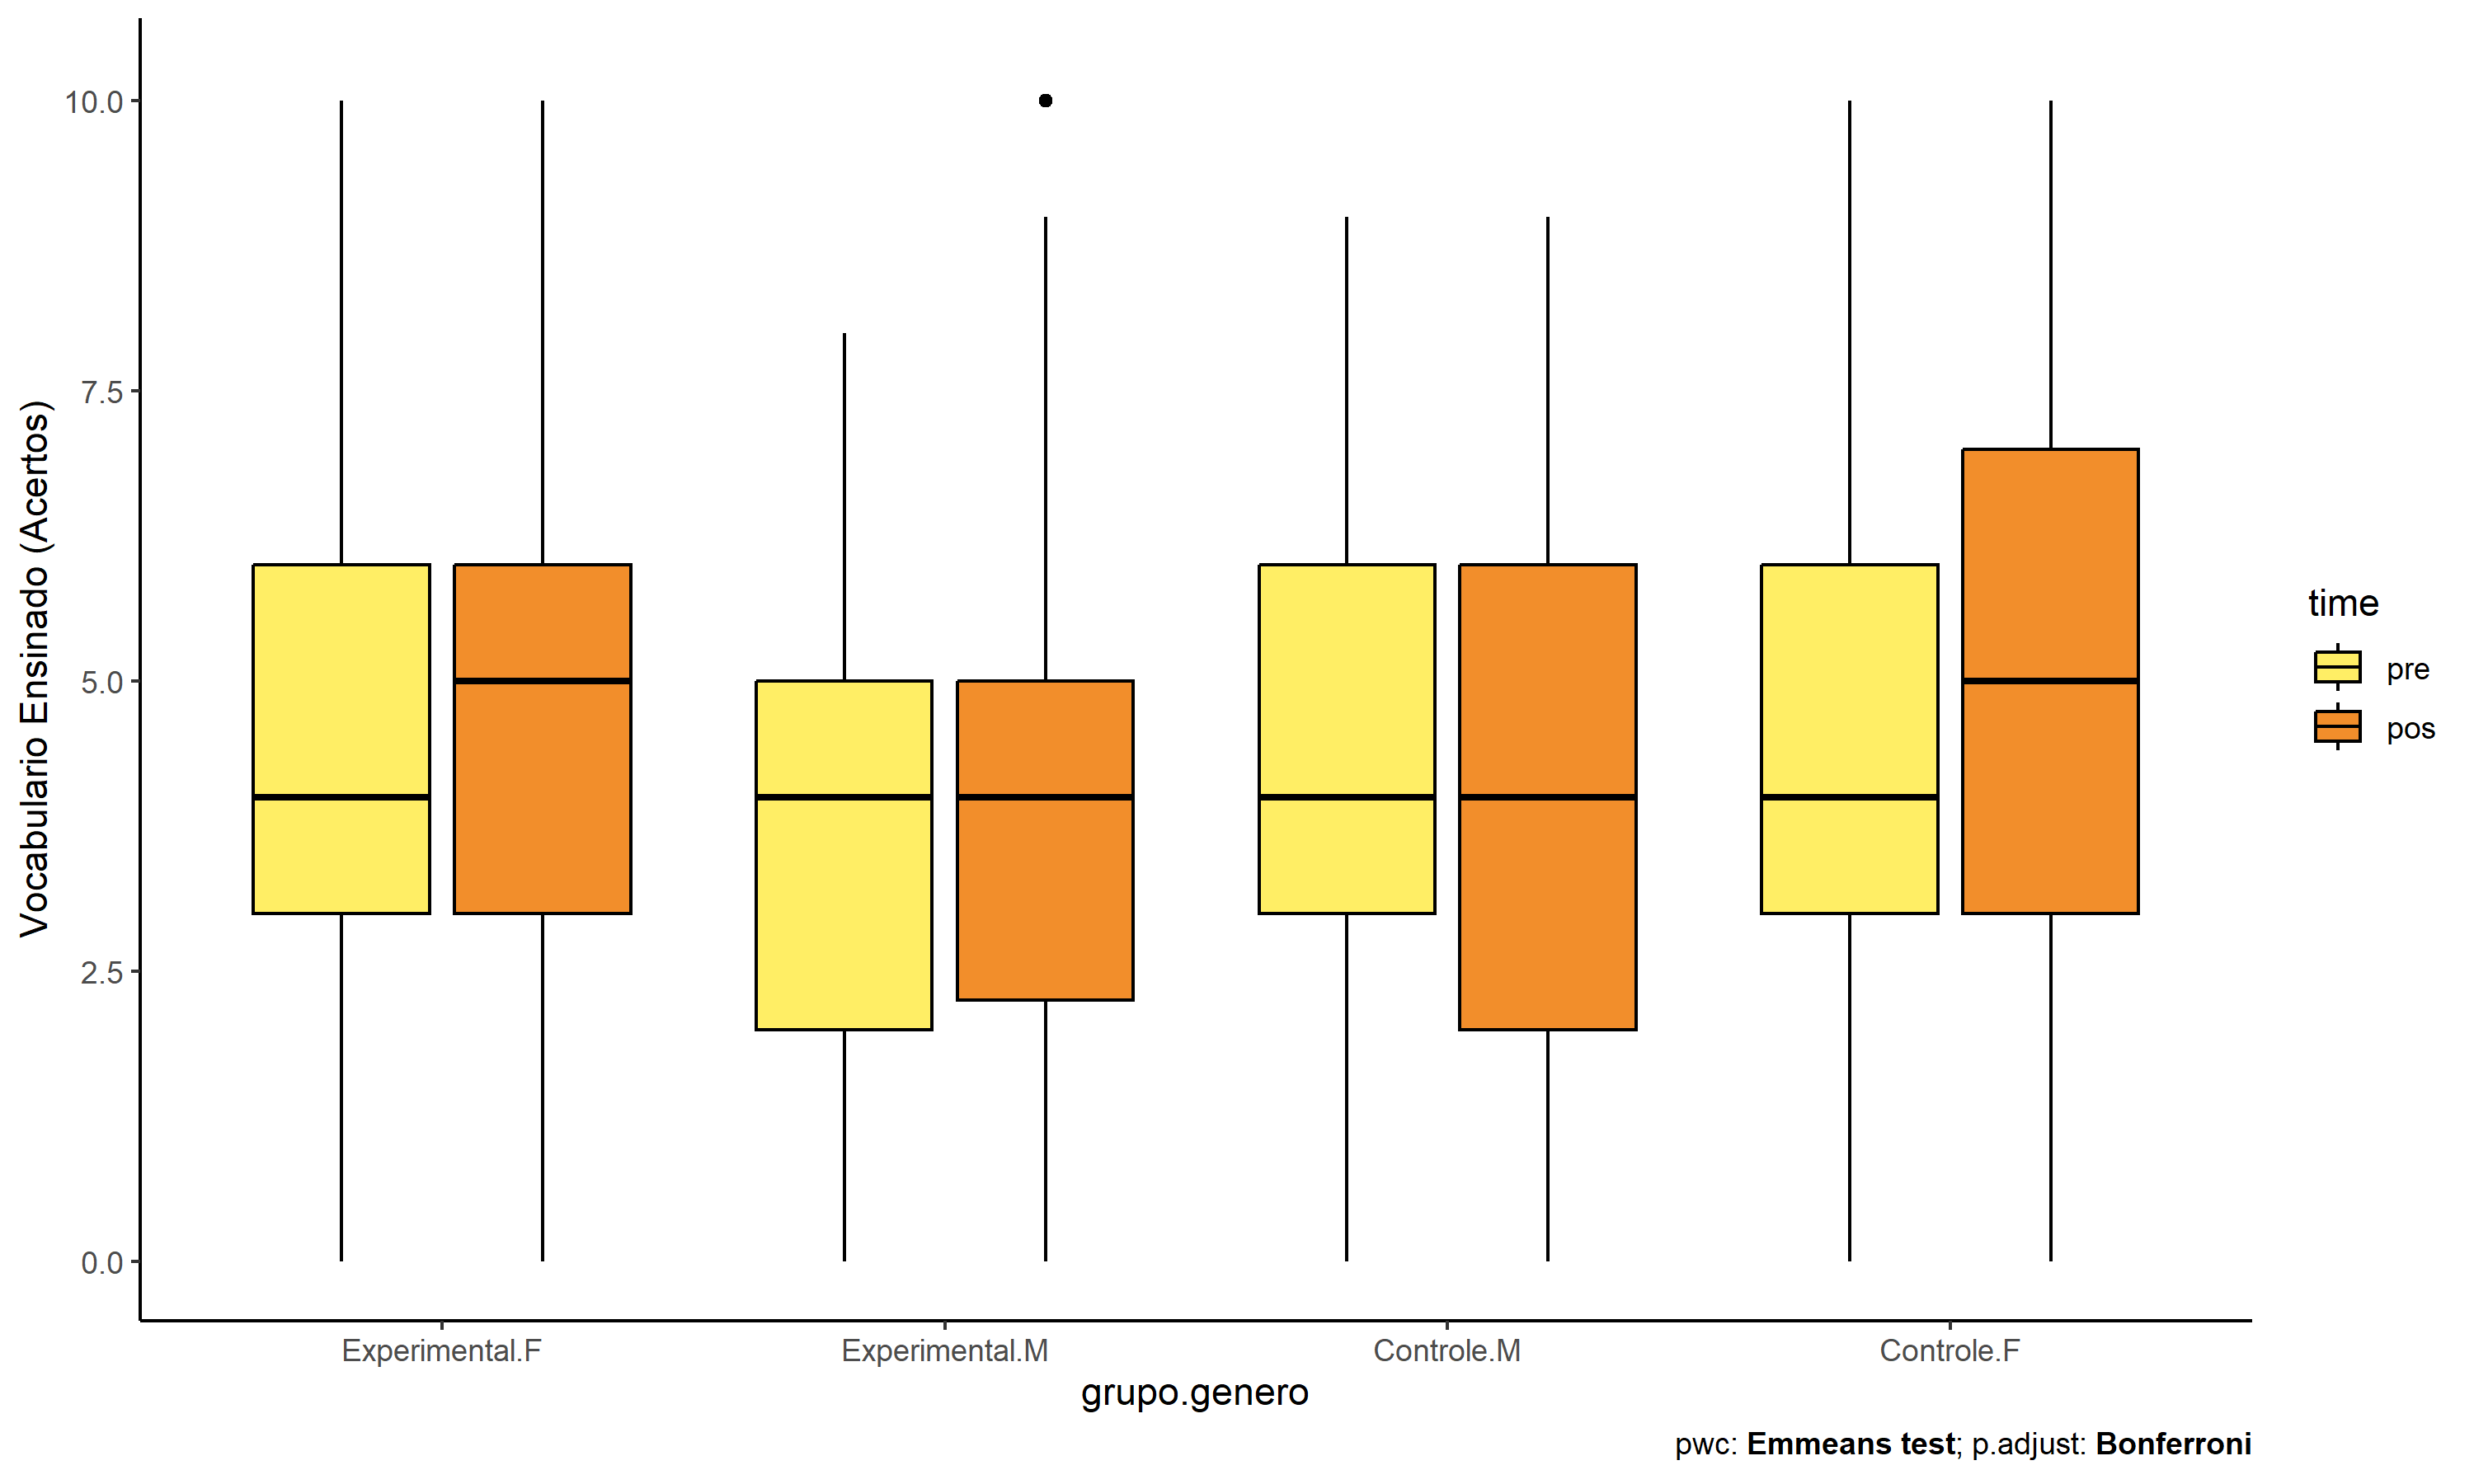 Vocabulario Ensinado (Acertos)
10.0
7.5
5.0
2.5
0.0
Experimental.F
Experimental.M
Controle.M
Controle.F
grupo.genero
time
pre
pos
pwc: Emmeans test; p.adjust: Bonferroni